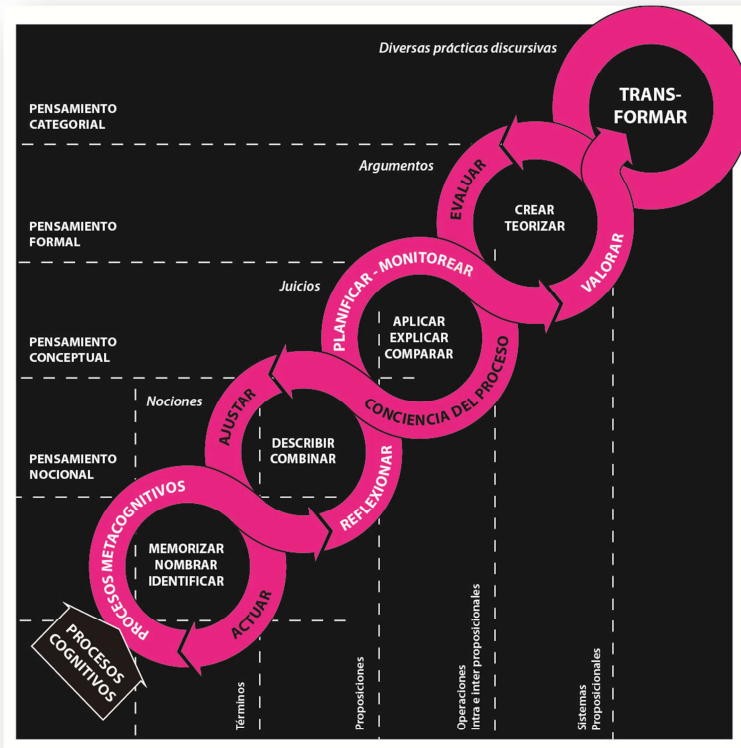 Diversas prácticas discursivas
TRANS-
FORMAR
PENSAMIENTO
CATEGORIAL
Argumentos
EVALUAR
CREAR
TEORIZAR
VALORAR
PENSAMIENTO
FORMAL
Juicios
PLANIFICAR - MONITOREAR
APLICAR
EXPLICAR
COMPARAR
CONCIENCIA DEL PROCESO
PENSAMIENTO
CONCEPTUAL
Nociones
AJUSTAR
DESCRIBIR
COMBINAR
REFLEXIONAR
PENSAMIENTO
NOCIONAL
PROCESOS METACOGNITIVOS
MEMORIZAR
NOMBRAR
IDENTIFICAR
ACTUAR
PROCESOS
COGNITIVOS
Términos
Proposiciones
Operaciones
Intra e inter proposicionales
Sistemas
Proposicionales